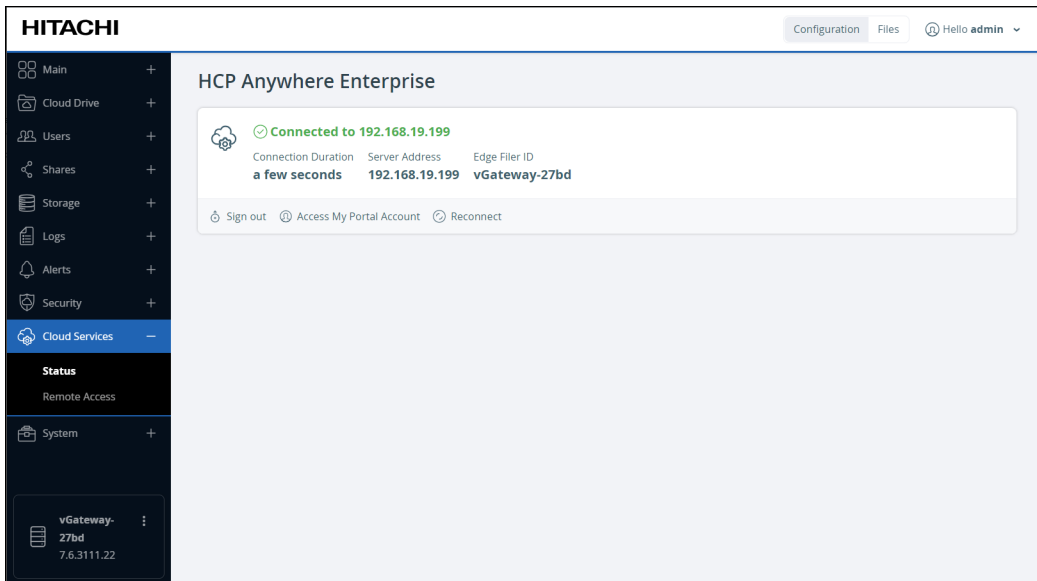 HITACHI
Configuration Files Hello admin
Main
Cloud Drive
Users
Shares
Storage
Logs
Alerts
Security
Cloud Services
Status
Remote Access
System
vGateway-
27bd
7.6.3111.22
HCP Anywhere Enterprise
Connected to 192.168.19.199
Connection Duration Server Address Edge Filer ID
a few seconds 192.168.19.199 vGateway-27bd
Sign out Access My Portal Account Reconnect